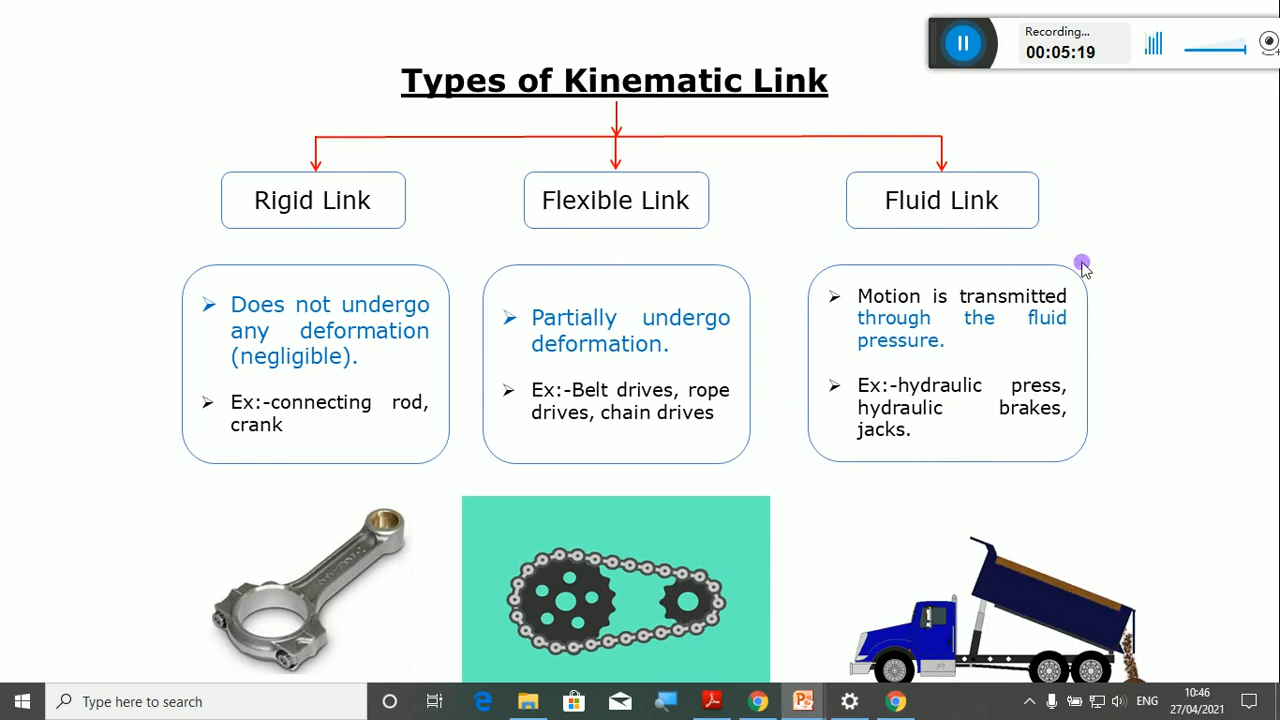 Recording...
00:05:19
Types of Kinematic Link
Rigid Link
Flexible Link
Fluid Link
Does not undergo
any deformation
(negligible).
Ex:-connecting rod,
crank
Partially undergo
deformation.
Ex:-Belt drives, rope
drives, chain drives
Motion is transmitted
through the fluid
pressure.
Ex:-hydraulic press,
hydraulic brakes,
jacks.
Type here to search
ENG
10:46
27/04/2021